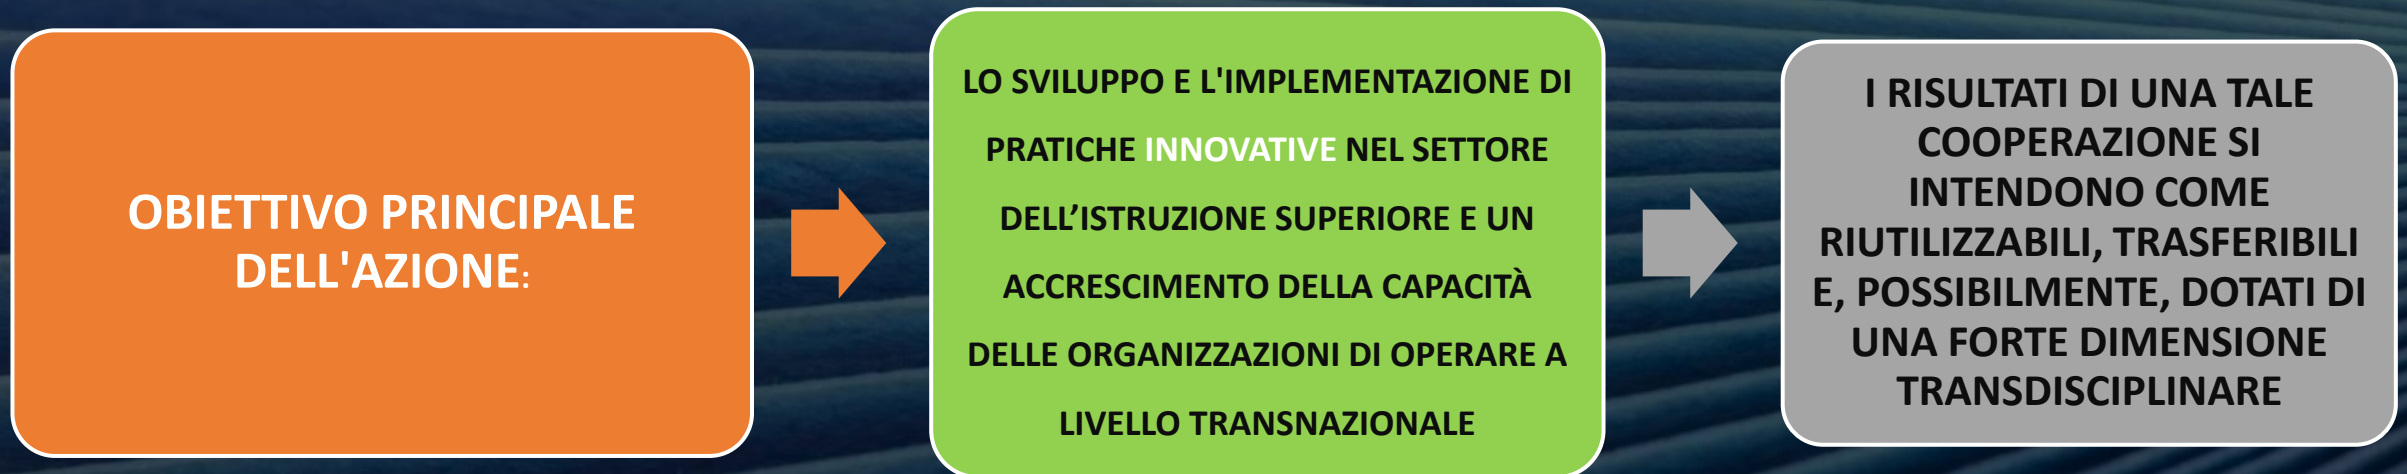 OBIETTIVO PRINCIPALE
DELL'AZIONE:
LO SVILUPPO E L'IMPLEMENTAZIONE DI
PRATICHE INNOVATIVE NEL SETTORE
DELL’ISTRUZIONE SUPERIORE E UN
ACCRESCIMENTO DELLA CAPACITÀ
DELLE ORGANIZZAZIONI DI OPERARE A
LIVELLO TRANSNAZIONALE
I RISULTATI DI UNA TALE
COOPERAZIONE SI
INTENDONO COME
RIUTILIZZABILI, TRASFERIBILI
E, POSSIBILMENTE, DOTATI DI
UNA FORTE DIMENSIONE
TRANSDISCIPLINARE